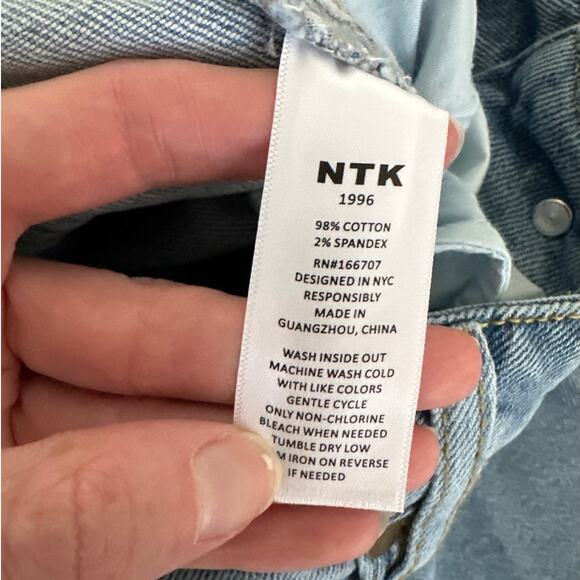 NTK
1996
98% COTTON
2% SPANDEX
RN#166707
DESIGNED IN NYC
RESPONSIBLY
MADE IN
GUANGZHOU, CHINA
WASH INSIDE OUT
MACHINE WASH COLD
WITH LIKE COLORS
GENTLE CYCLE
ONLY NON-CHLORINE
BLEACH WHEN NEEDED
TUMBLE DRY LOW
M IRON ON REVERSE
IF NEEDED